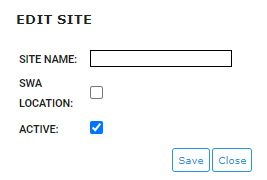 EDIT SITE
SITE NAME:
SWA
LOCATION:
ACTIVE:
Save Close